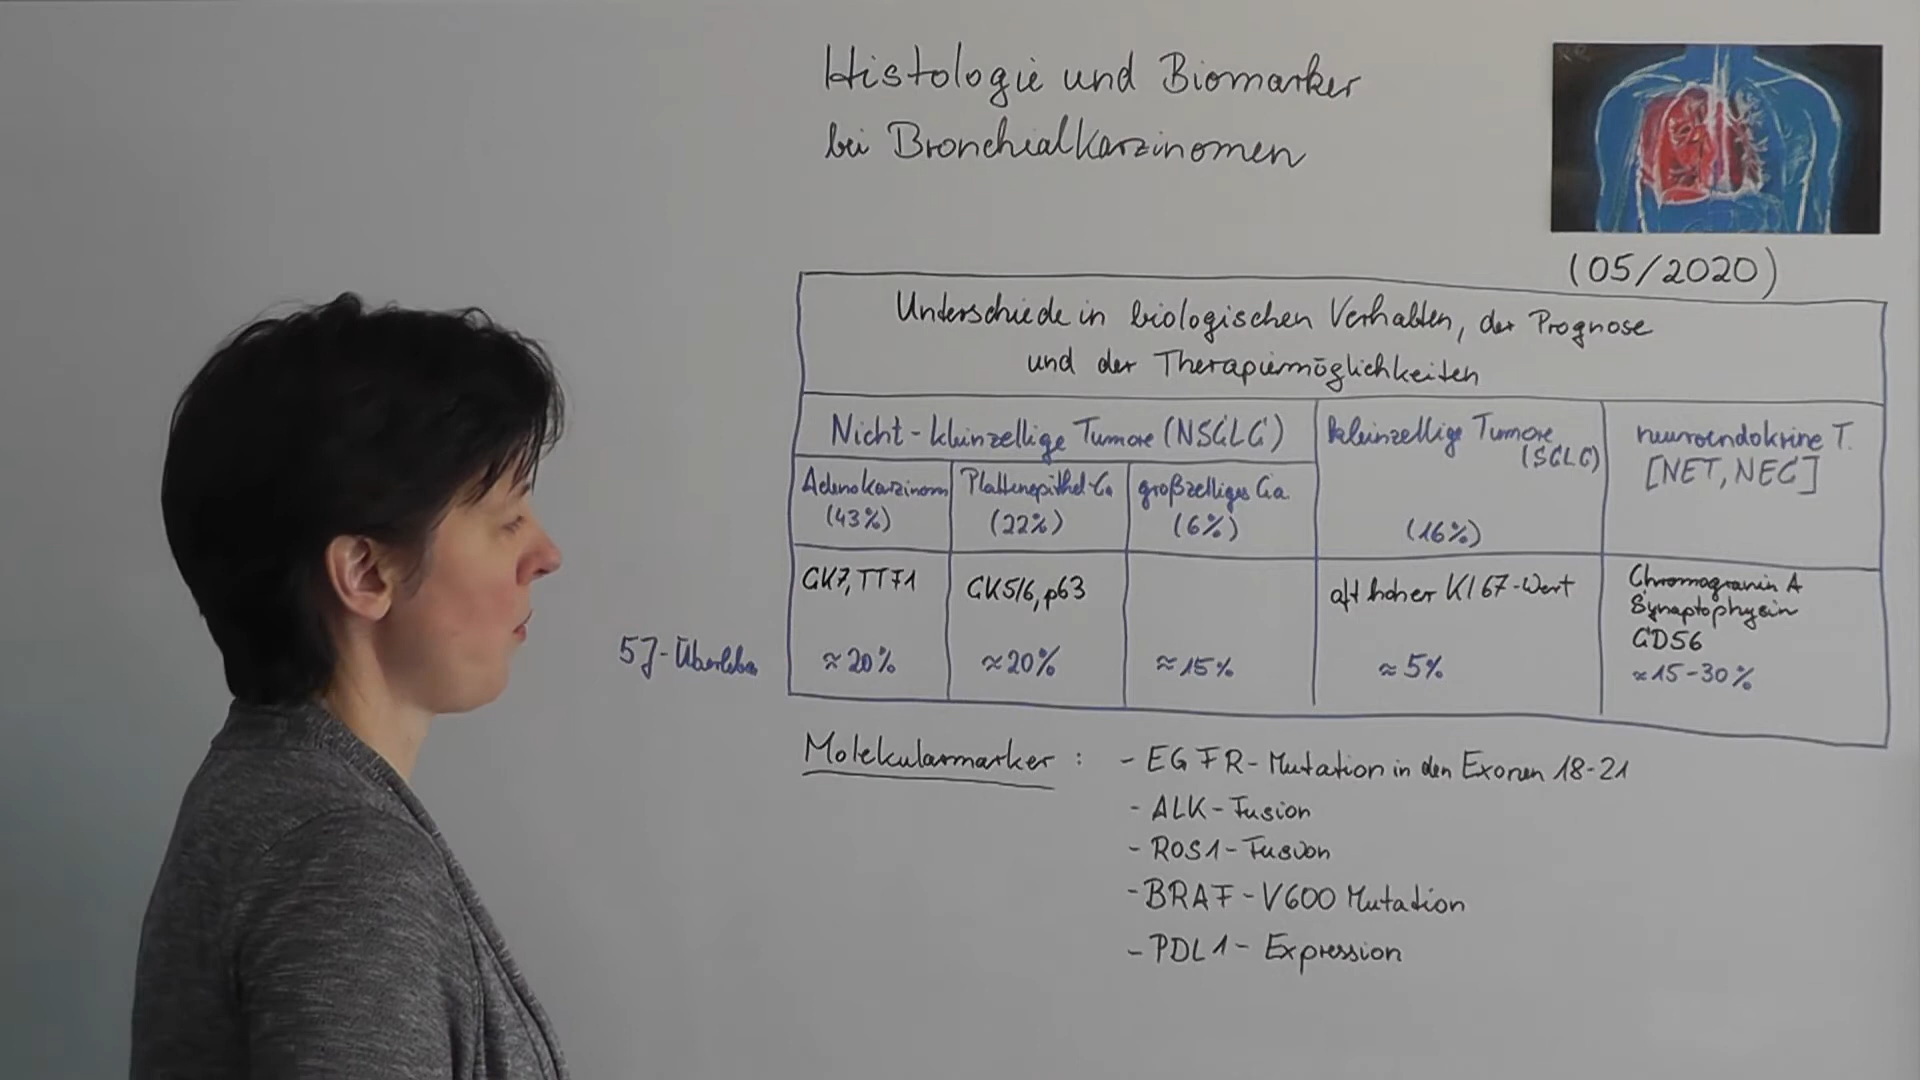 Histologie und Biomarker
bei Bronchialkarzinomen
(05/2020)
Unterschiede in biologischen Verhalten, der Prognose
und der Therapiemöglichkeiten
Nicht-kleinzellige Tumore (NSCLC)
kleinzellige Tumore
(SCLC)
(16%)
neuroendokrine T.
[NET, NEC]
Adenokarzinom
(43%)
Plattenepithel-Ca
(22%)
großzelliges Ca.
(6%)
CK7, TTF1
CK5/6, p63
oft hoher KI67-Wert
Chromogranin A
Synaptophysin
CD56
5J-Überleben
≈20%
≈20%
≈15%
≈5%
≈15-30%
Molekularmarker :
- EGFR-Mutation in den Exonen 18-21
- ALK-Fusion
- ROS1-Fusion
- BRAF-V600 Mutation
- PDL1- Expression